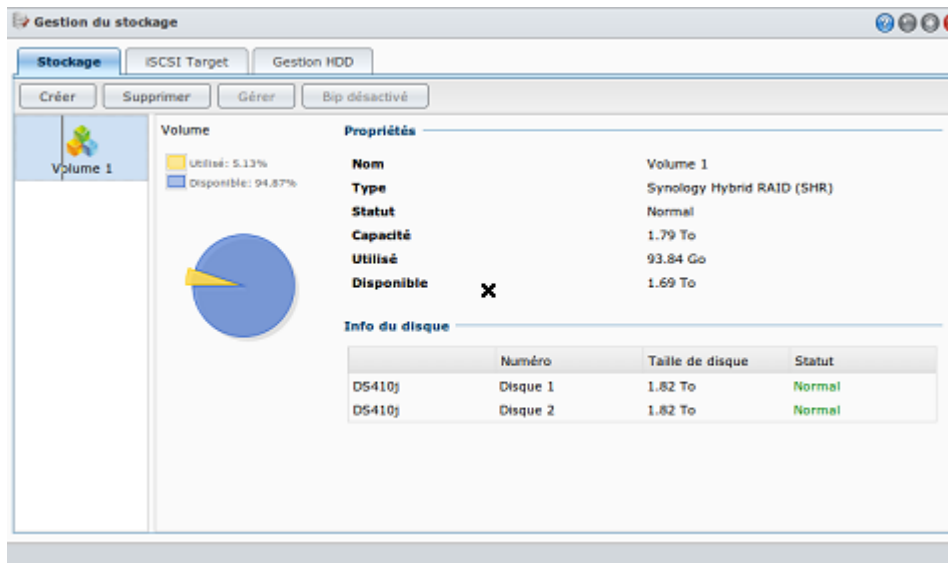 Gestion du stockage
Stockage iSCSI Target Gestion HDD
Créer Supprimer Gérer Bip désactivé
Volume 1
Volume
Utilisé: 5.13%
Disponible: 94.87%
Propriétés
Nom Volume 1
Type Synology Hybrid RAID (SHR)
Statut Normal
Capacité 1.79 To
Utilisé 93.84 Go
Disponible 1.69 To
Info du disque
Numéro Taille de disque Statut
DS410j Disque 1 1.82 To Normal
DS410j Disque 2 1.82 To Normal